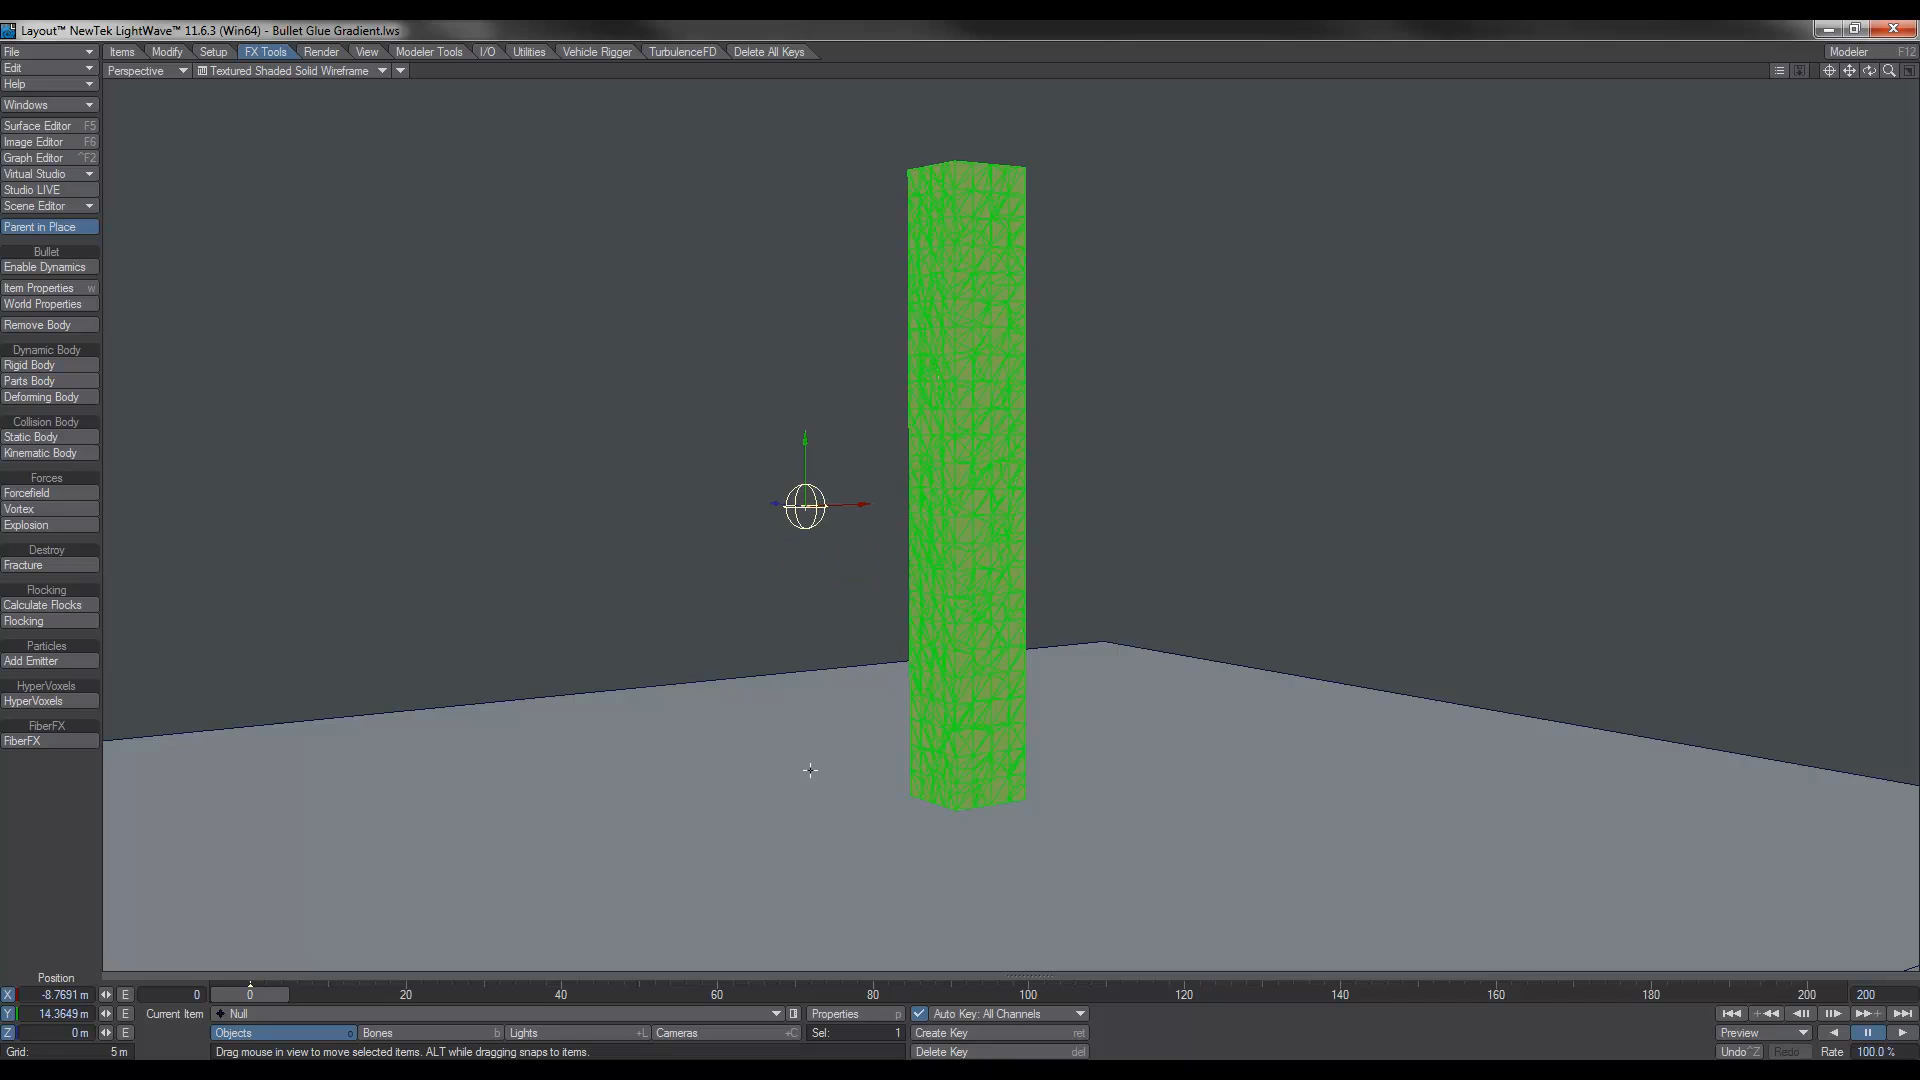 Layout™ NewTek LightWave™ 11.6.3 (Win64) - Bullet Glue Gradient.lws
File
Items
Modify
Setup
FX Tools
Render
View
Modeler Tools
I/O
Utilities
Vehicle Rigger
TurbulenceFD
Delete All Keys
Modeler F12
Edit
Perspective
Textured Shaded Solid Wireframe
Help
Windows
Surface Editor F5
Image Editor F6
Graph Editor ^F2
Virtual Studio
Studio LIVE
Scene Editor
Parent in Place
Bullet
Enable Dynamics
Item Properties w
World Properties
Remove Body
Dynamic Body
Rigid Body
Parts Body
Deforming Body
Collision Body
Static Body
Kinematic Body
Forces
Forcefield
Vortex
Explosion
Destroy
Fracture
Flocking
Calculate Flocks
Flocking
Particles
Add Emitter
HyperVoxels
HyperVoxels
FiberFX
FiberFX
Position
X -8.7691 m E 0 0 20 40 60 80 100 120 140 160 180 200 200
Y 14.3649 m E Current Item Null Properties p Auto Key: All Channels
Z 0 m E Objects o Bones b Lights +L Cameras +C Sel: 1 Create Key ret Preview
Grid: 5 m Drag mouse in view to move selected items. ALT while dragging snaps to items. Delete Key del Undo ^Z Redo Rate 100.0 %